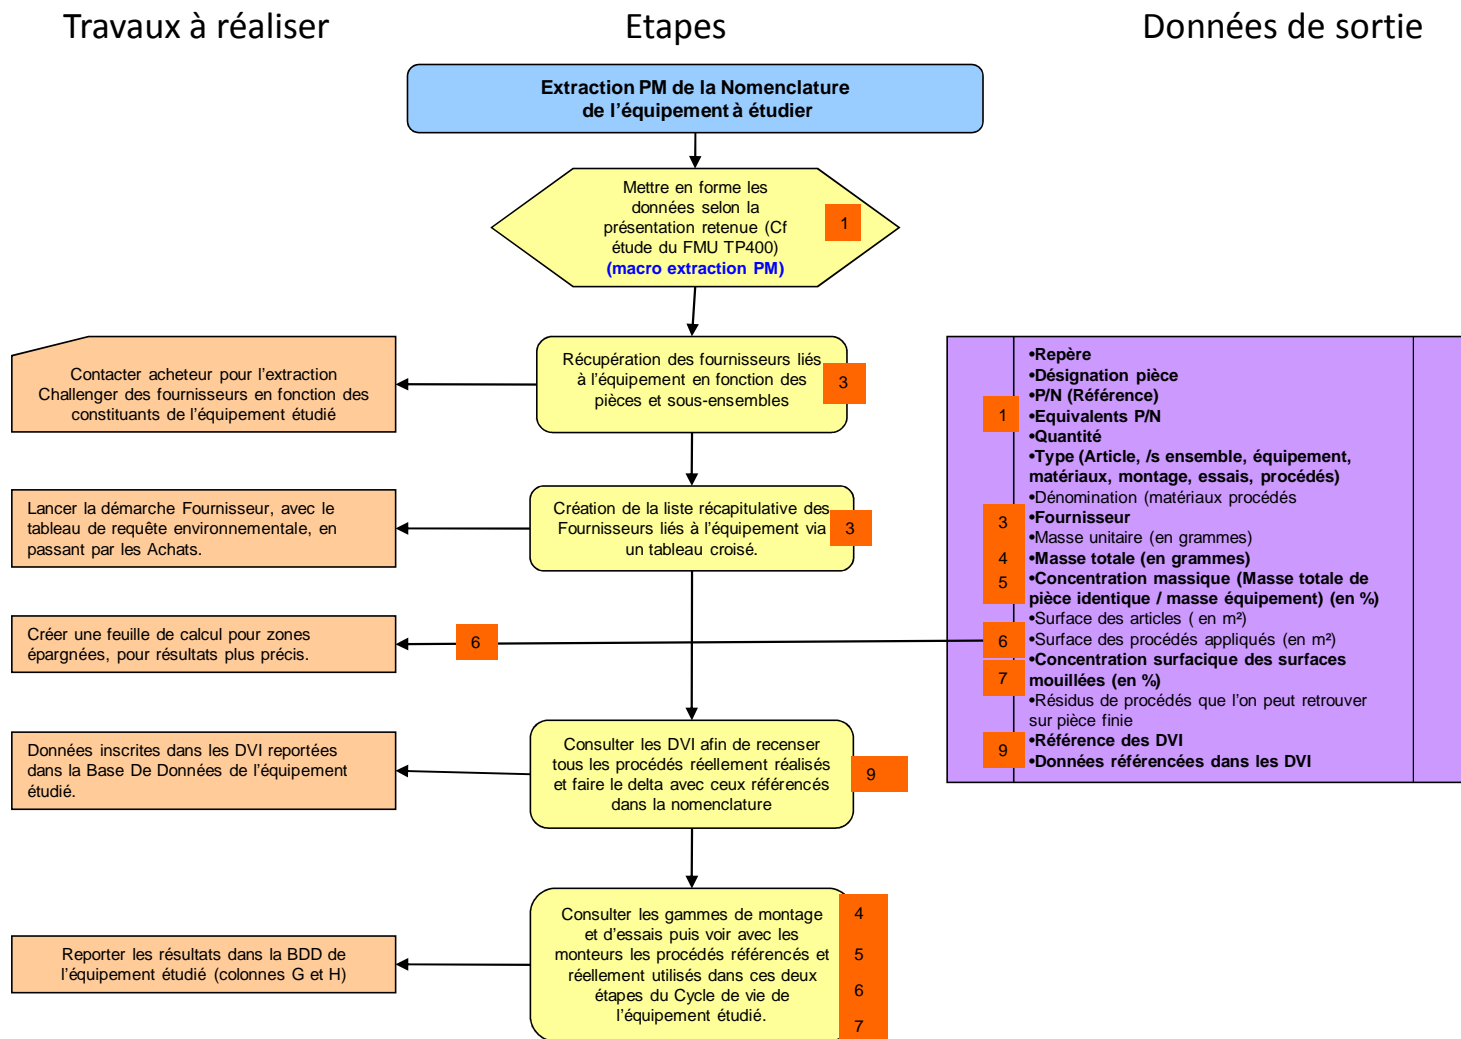 Travaux à réaliser
Etapes
Données de sortie
Extraction PM de la Nomenclature
de l'équipement à étudier
Mettre en forme les
données selon la
présentation retenue (Cf
étude du FMU TP400)
(macro extraction PM)
1
Contacter acheteur pour l'extraction
Challenger des fournisseurs en fonction des
constituants de l'équipement étudié
Récupération des fournisseurs liés
à l'équipement en fonction des
pièces et sous-ensembles
3
Lancer la démarche Fournisseur, avec le
tableau de requête environnementale, en
passant par les Achats.
Création de la liste récapitulative des
Fournisseurs liés à l'équipement via
un tableau croisé.
3
Créer une feuille de calcul pour zones
épargnées, pour résultats plus précis.
6
Données inscrites dans les DVI reportées
dans la Base De Données de l'équipement
étudié.
Consulter les DVI afin de recenser
tous les procédés réellement réalisés
et faire le delta avec ceux référencés
dans la nomenclature
9
Reporter les résultats dans la BDD de
l'équipement étudié (colonnes G et H)
Consulter les gammes de montage
et d'essais puis voir avec les
monteurs les procédés référencés et
réellement utilisés dans ces deux
étapes du Cycle de vie de
l'équipement étudié.
4
5
6
7
•Repère
•Désignation pièce
•P/N (Référence)
1
•Equivalents P/N
•Quantité
•Type (Article, /s ensemble, équipement,
matériaux, montage, essais, procédés)
•Dénomination (matériaux procédés
3
•Fournisseur
•Masse unitaire (en grammes)
4
•Masse totale (en grammes)
5
•Concentration massique (Masse totale de
pièce identique / masse équipement) (en %)
•Surface des articles ( en m²)
6
•Surface des procédés appliqués (en m²)
•Concentration surfacique des surfaces
7
mouillées (en %)
•Résidus de procédés que l'on peut retrouver
sur pièce finie
9
•Référence des DVI
•Données référencées dans les DVI